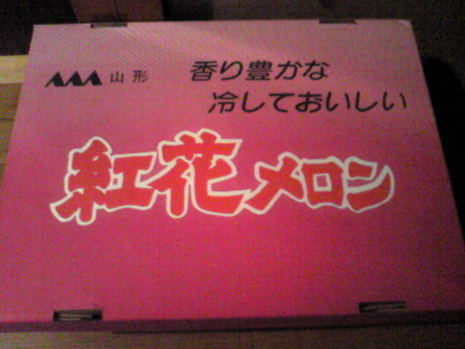 山形
香り豊かな
冷しておいしい
紅花メロン